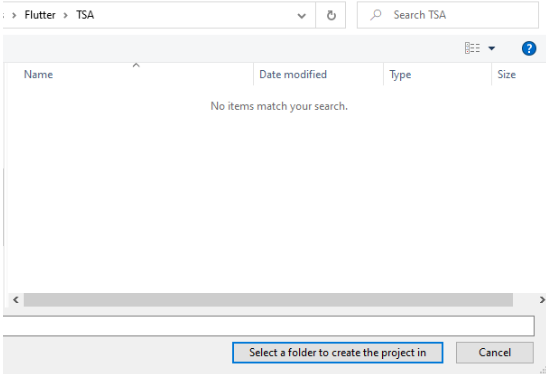 › Flutter › TSA
Search TSA
?
Name
Date modified
Type
Size
No items match your search.
Select a folder to create the project in
Cancel